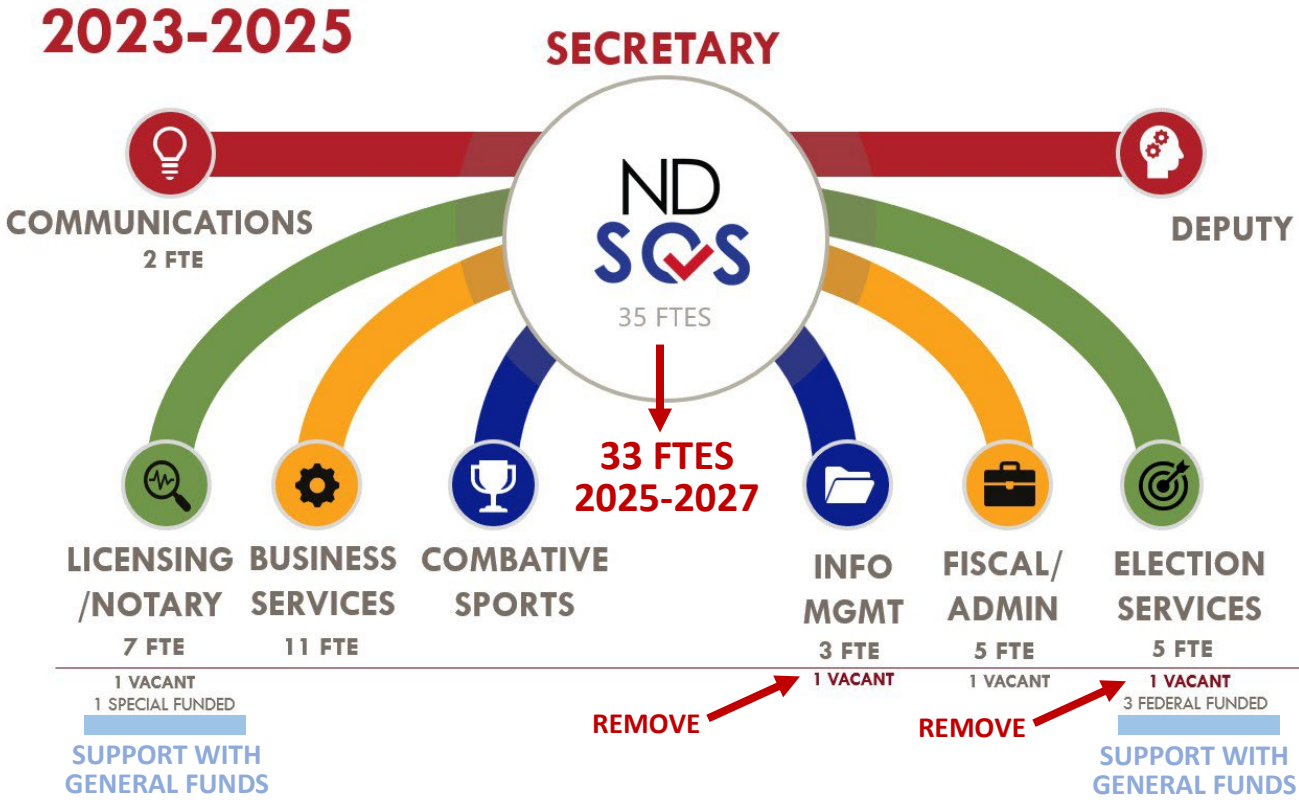 2023-2025
SECRETARY
ND
SOS
35 FTES
COMMUNICATIONS
2 FTE
DEPUTY
33 FTES
2025-2027
LICENSING
/NOTARY
7 FTE
1 VACANT
1 SPECIAL FUNDED
SUPPORT WITH
GENERAL FUNDS
BUSINESS
SERVICES
11 FTE
COMBATIVE
SPORTS
INFO
MGMT
3 FTE
1 VACANT
REMOVE
FISCAL/
ADMIN
5 FTE
1 VACANT
ELECTION
SERVICES
5 FTE
1 VACANT
REMOVE
3 FEDERAL FUNDED
SUPPORT WITH
GENERAL FUNDS